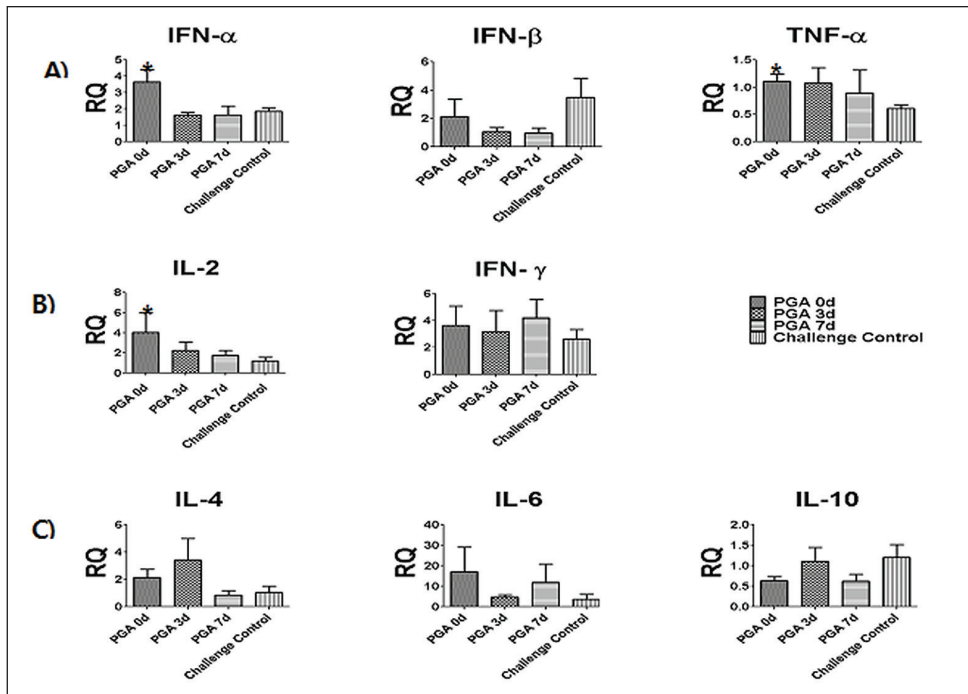 IFN-α
IFN-β
TNF-α
A)
RQ
5
4
3
2
1
0
*
PGA 0d
PGA 3d
PGA 7d
Challenge Control
RQ
6
4
2
0
PGA 0d
PGA 3d
PGA 7d
Challenge Control
RQ
1.5
1.0
0.5
0.0
*
PGA 0d
PGA 3d
PGA 7d
Challenge Control
IL-2
IFN- γ
B)
RQ
8
6
4
2
0
*
PGA 0d
PGA 3d
PGA 7d
Challenge Control
RQ
6
4
2
0
PGA 0d
PGA 3d
PGA 7d
Challenge Control
PGA 0d
PGA 3d
PGA 7d
Challenge Control
IL-4
IL-6
IL-10
C)
RQ
6
4
2
0
PGA 0d
PGA 3d
PGA 7d
Challenge Control
RQ
40
30
20
10
0
PGA 0d
PGA 3d
PGA 7d
Challenge Control
RQ
2.0
1.5
1.0
0.5
0.0
PGA 0d
PGA 3d
PGA 7d
Challenge Control